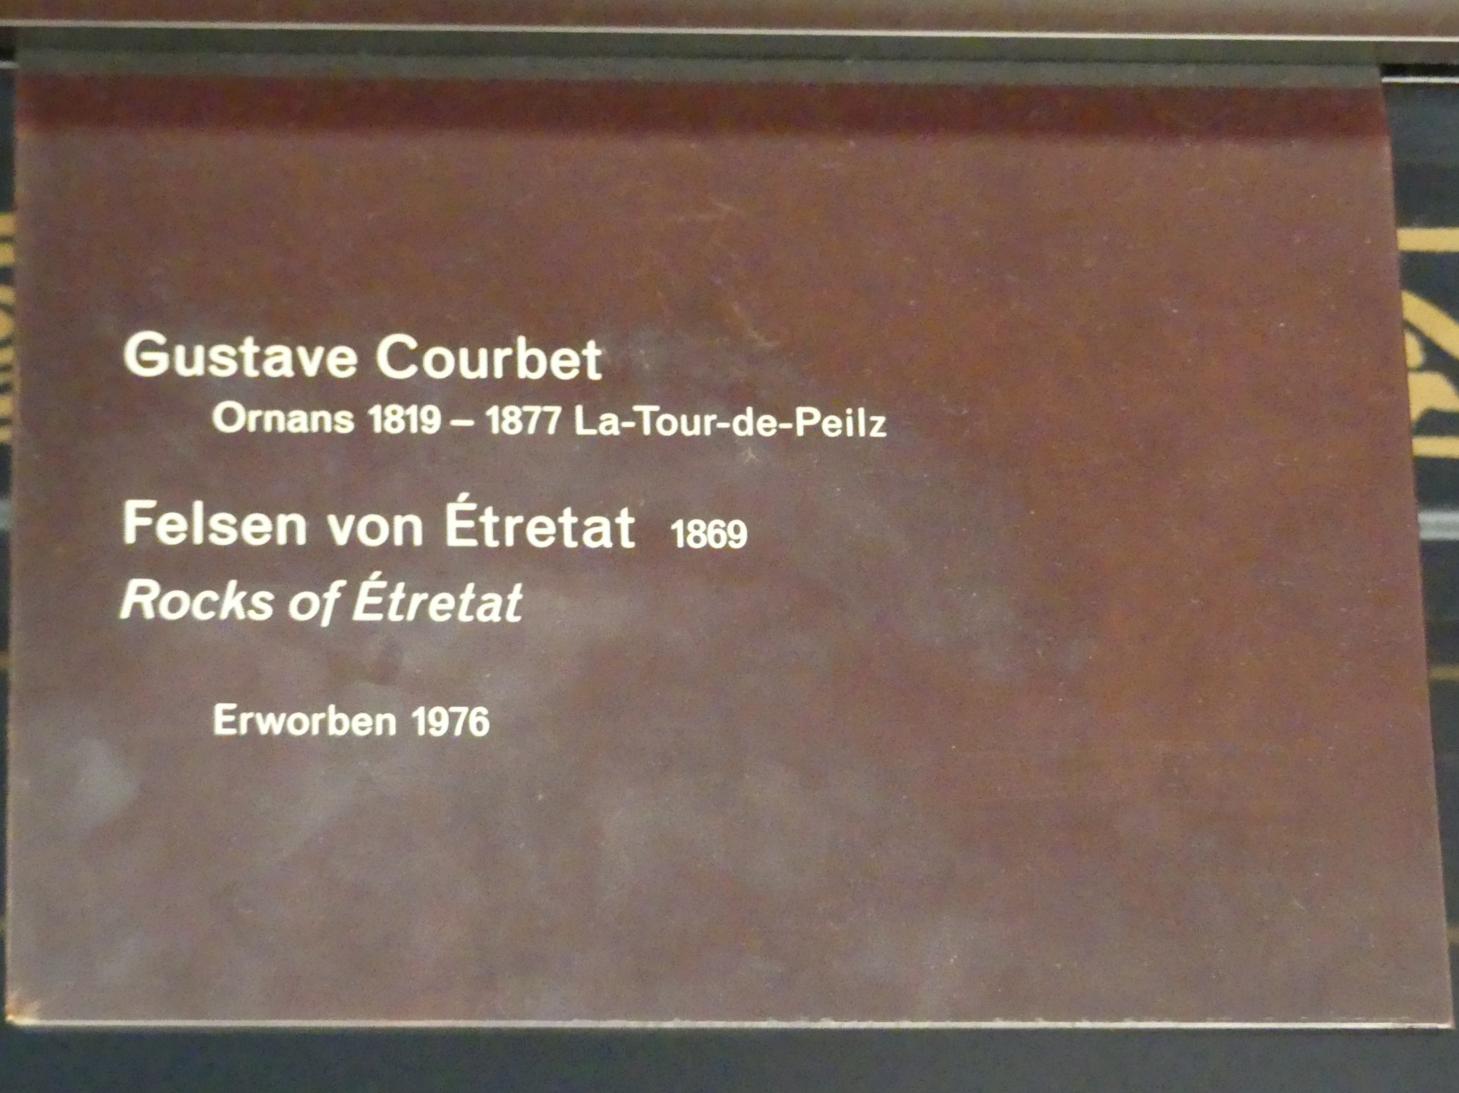 Gustave Courbet
Ornans 1819 – 1877 La-Tour-de-Peilz
Felsen von Étretat 1869
Rocks of Étretat
Erworben 1976